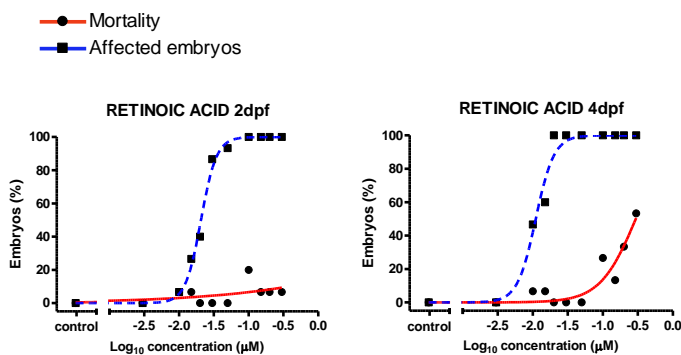 Mortality
Affected embryos
RETINOIC ACID 2dpf
Embryos (%)
100
80
60
40
20
0
control
-2.5
-2.0
-1.5
-1.0
-0.5
0.0
Log10 concentration (μM)
RETINOIC ACID 4dpf
Embryos (%)
100
80
60
40
20
0
control
-2.5
-2.0
-1.5
-1.0
-0.5
0.0
Log10 concentration (μM)